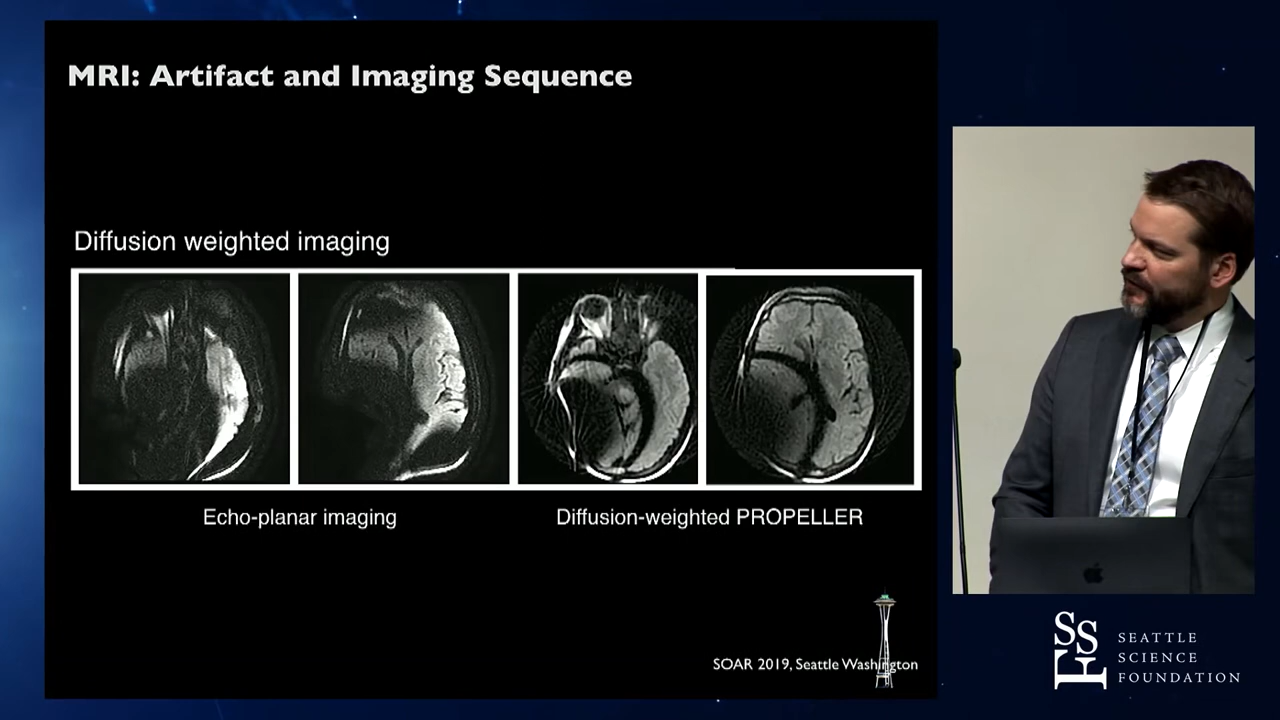 MRI: Artifact and Imaging Sequence
Diffusion weighted imaging
Echo-planar imaging
Diffusion-weighted PROPELLER
SOAR 2019, Seattle Washington
SSF
SEATTLE
SCIENCE
FOUNDATION